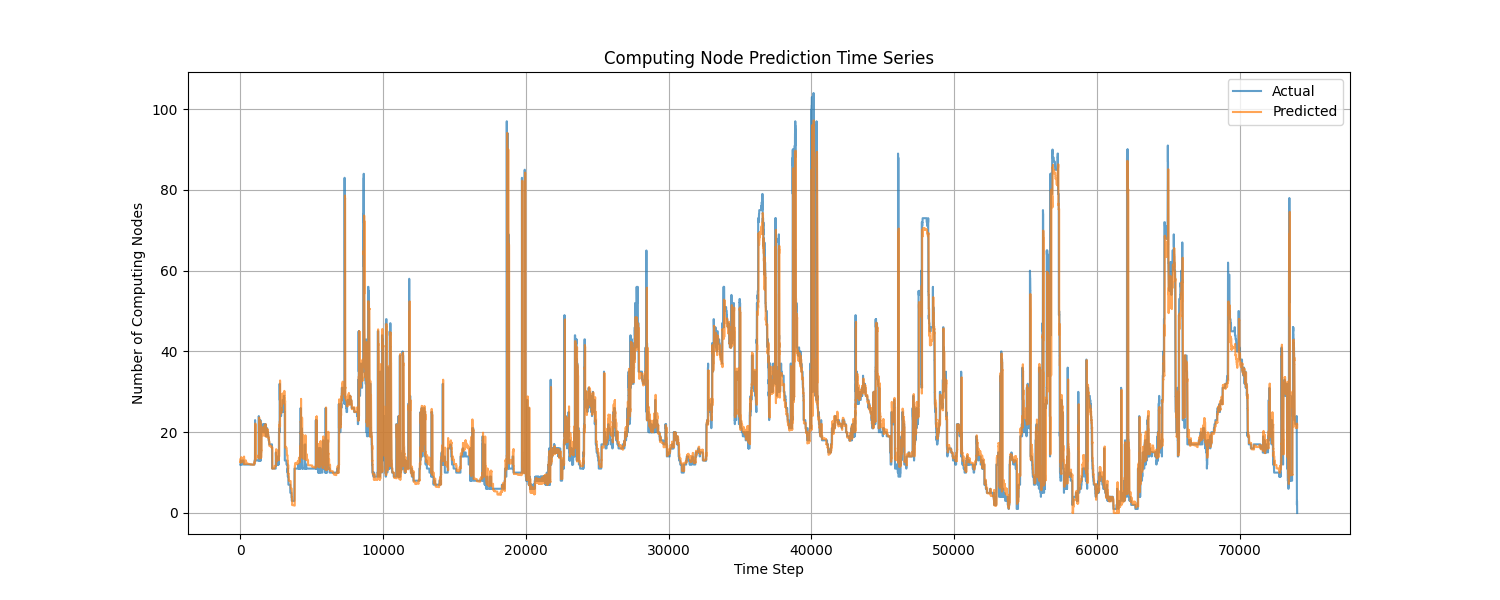 Computing Node Prediction Time Series
Actual
Predicted
100
80
60
40
20
0
Number of Computing Nodes
0 10000 20000 30000 40000 50000 60000 70000
Time Step